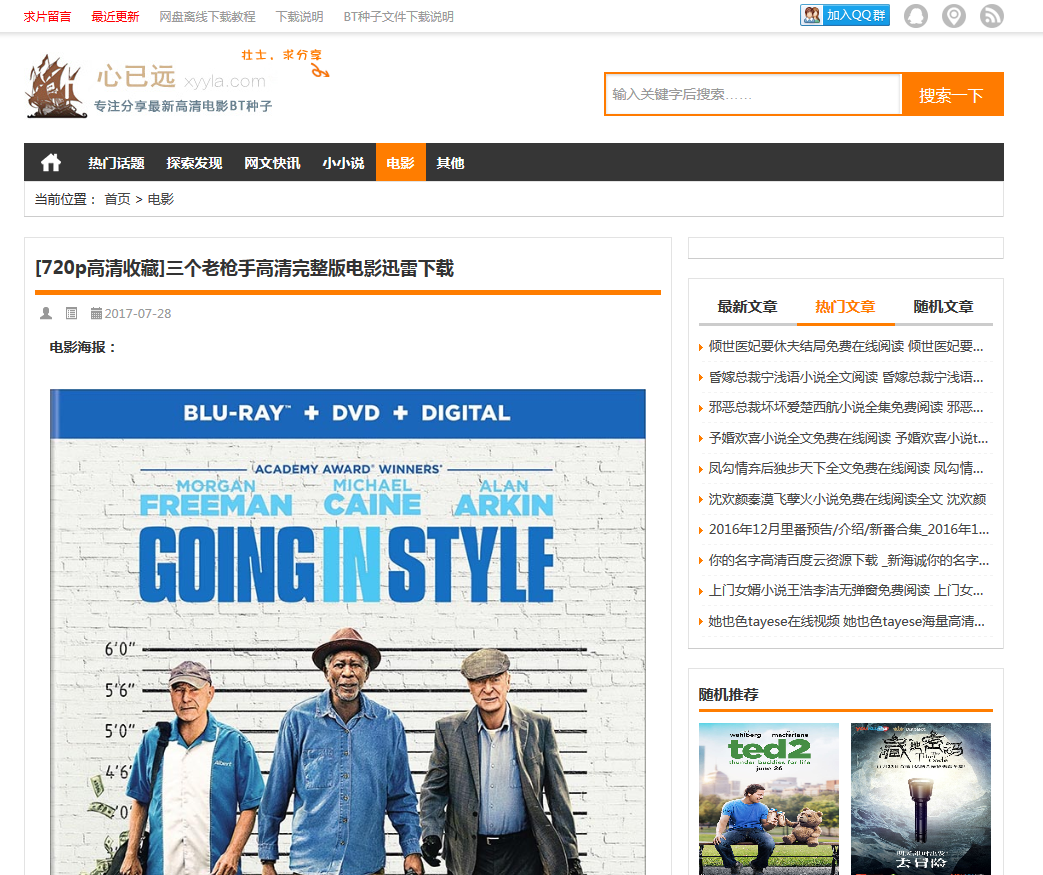 求片留言 最近更新 网盘离线下载教程 下载说明 BT种子文件下载说明
加入QQ群
壮士，求分享
心已远 xyyla.com
专注分享最新高清电影BT种子
输入关键字后搜索…… 搜索一下
热门话题 探索发现 网文快讯 小小说 电影 其他
当前位置： 首页 > 电影
[720p高清收藏]三个老枪手高清完整版电影迅雷下载
2017-07-28
电影海报：
BLU-RAY™ + DVD + DIGITAL
ACADEMY AWARD® WINNERS®
MORGAN FREEMAN
MICHAEL CAINE
ALAN ARKIN
GOING IN STYLE
6'0"
5'6"
5'0"
4'6"
Albert
最新文章 热门文章 随机文章
倾世医妃要休夫结局免费在线阅读 倾世医妃要...
昏嫁总裁宁浅语小说全文阅读 昏嫁总裁宁浅语...
邪恶总裁坏坏爱楚西航小说全集免费阅读 邪恶...
予婚欢喜小说全文免费在线阅读 予婚欢喜小说t...
凤勾情弃后独步天下全文免费在线阅读 凤勾情...
沈欢颜秦漠飞孽火小说免费在线阅读全文 沈欢颜
2016年12月里番预告/介绍/新番合集_2016年1...
你的名字高清百度云资源下载 _新海诚你的名字...
上门女婿小说王浩李洁无弹窗免费阅读 上门女...
她也色tayese在线视频 她也色tayese海量高清...
随机推荐
wahlberg macfarlane
ted2
thunder buddies for life
june 26
藏地密码
去冒险